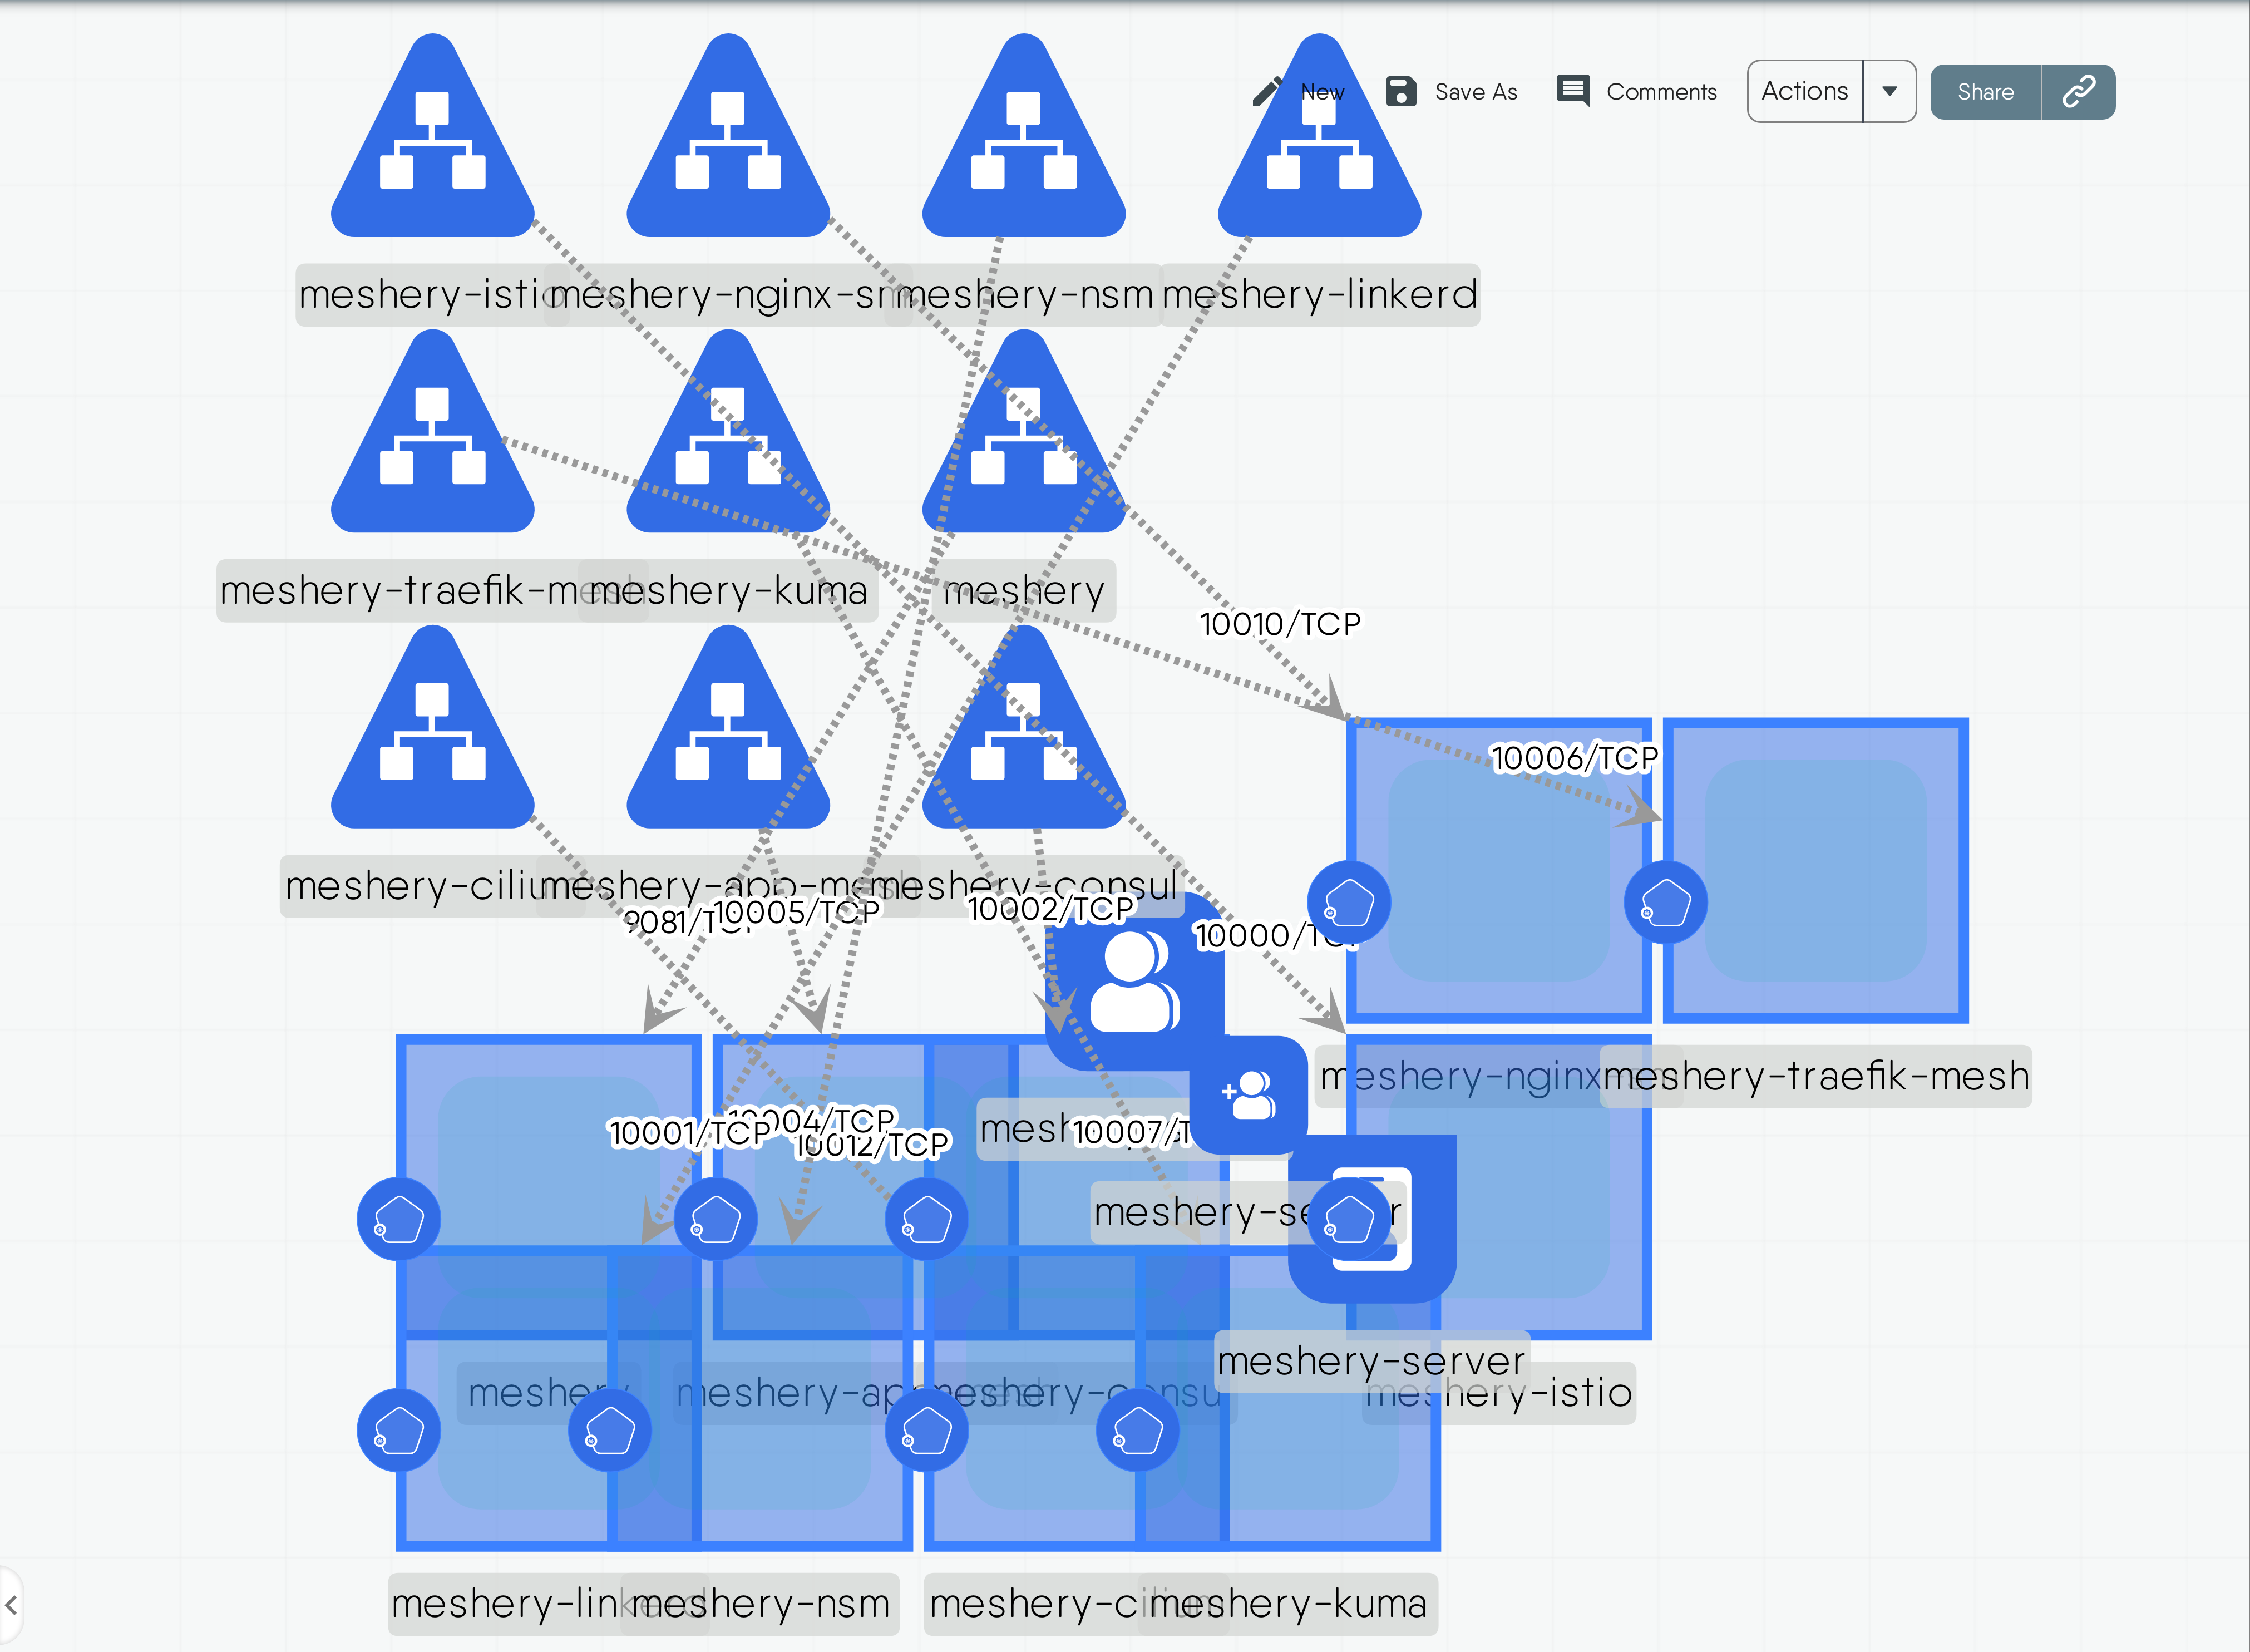 New
Save As
Comments
Actions
Share
meshery-istio
meshery-nginx-sm
meshery-nsm
meshery-linkerd
meshery-traefik-mesh
meshery-kuma
meshery
10010/TCP
10006/TCP
meshery-cilium
meshery-app-mesh
meshery-consul
9081/TCP
10005/TCP
10002/TCP
10000/TCP
meshery-nginx-sm
meshery-traefik-mesh
10001/TCP
10004/TCP
10012/TCP
10007/T
meshery-server
meshery-server
meshery
meshery-app-mesh
meshery-consul
meshery-istio
meshery-linkerd
meshery-nsm
meshery-cilium
meshery-kuma